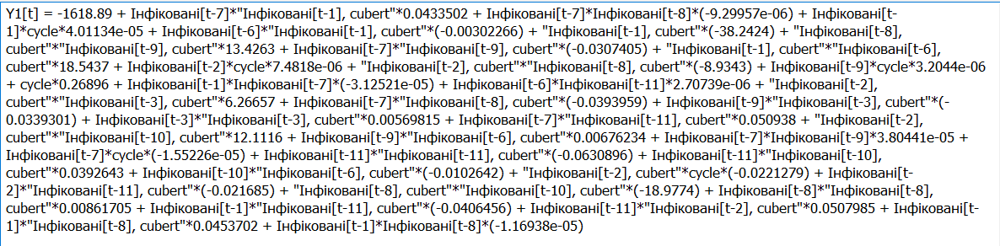 Y1[t] = -1618.89 + Інфіковані[t-7]*"Інфіковані[t-1], cubert"*0.0433502 + Інфіковані[t-7]*Інфіковані[t-8]*(-9.29957e-06) + Інфіковані[t-
1]*cycle*4.01134e-05 + Інфіковані[t-6]*"Інфіковані[t-1], cubert"*(-0.00302266) + "Інфіковані[t-1], cubert"*(-38.2424) + "Інфіковані[t-8],
cubert"*"Інфіковані[t-9], cubert"*13.4263 + Інфіковані[t-7]*"Інфіковані[t-9], cubert"*(-0.0307405) + "Інфіковані[t-1], cubert"*"Інфіковані[t-6],
cubert"*18.5437 + Інфіковані[t-2]*cycle*7.4818e-06 + "Інфіковані[t-2], cubert"*"Інфіковані[t-8], cubert"*(-8.9343) + Інфіковані[t-9]*cycle*3.2044e-06
+ cycle*0.26896 + Інфіковані[t-1]*Інфіковані[t-7]*(-3.12521e-05) + Інфіковані[t-6]*Інфіковані[t-11]*2.70739e-06 + "Інфіковані[t-2],
cubert"*"Інфіковані[t-3], cubert"*6.26657 + Інфіковані[t-7]*"Інфіковані[t-8], cubert"*(-0.0393959) + Інфіковані[t-9]*"Інфіковані[t-3], cubert"*(-
0.0339301) + Інфіковані[t-3]*"Інфіковані[t-3], cubert"*0.00569815 + Інфіковані[t-7]*"Інфіковані[t-11], cubert"*0.050938 + "Інфіковані[t-2],
cubert"*"Інфіковані[t-10], cubert"*12.1116 + Інфіковані[t-9]*"Інфіковані[t-6], cubert"*0.00676234 + Інфіковані[t-7]*Інфіковані[t-9]*3.80441e-05 +
Інфіковані[t-7]*cycle*(-1.55226e-05) + Інфіковані[t-11]*"Інфіковані[t-11], cubert"*(-0.0630896) + Інфіковані[t-11]*"Інфіковані[t-10],
cubert"*0.0392643 + Інфіковані[t-10]*"Інфіковані[t-6], cubert"*(-0.0102642) + "Інфіковані[t-2], cubert"*cycle*(-0.0221279) + Інфіковані[t-
2]*"Інфіковані[t-11], cubert"*(-0.021685) + "Інфіковані[t-8], cubert"*"Інфіковані[t-10], cubert"*(-18.9774) + Інфіковані[t-8]*"Інфіковані[t-8],
cubert"*0.00861705 + Інфіковані[t-1]*"Інфіковані[t-11], cubert"*(-0.0406456) + Інфіковані[t-11]*"Інфіковані[t-2], cubert"*0.0507985 + Інфіковані[t-
1]*"Інфіковані[t-8], cubert"*0.0453702 + Інфіковані[t-1]*Інфіковані[t-8]*(-1.16938e-05)